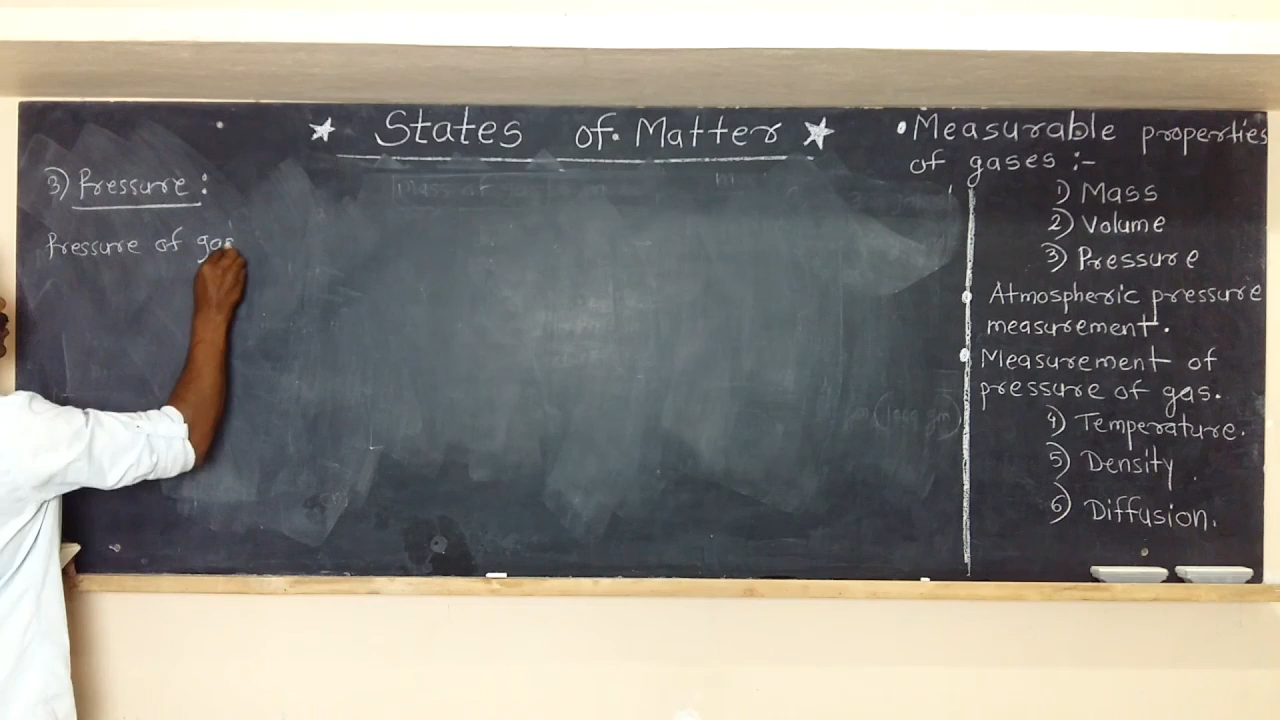 ☆ States of Matter ☆
3) Pressure:
Pressure of gas
• Measurable properties
of gases :-
1) Mass
2) Volume
3) Pressure
Atmospheric pressure
measurement.
Measurement of
pressure of gas.
4) Temperature.
5) Density.
6) Diffusion.